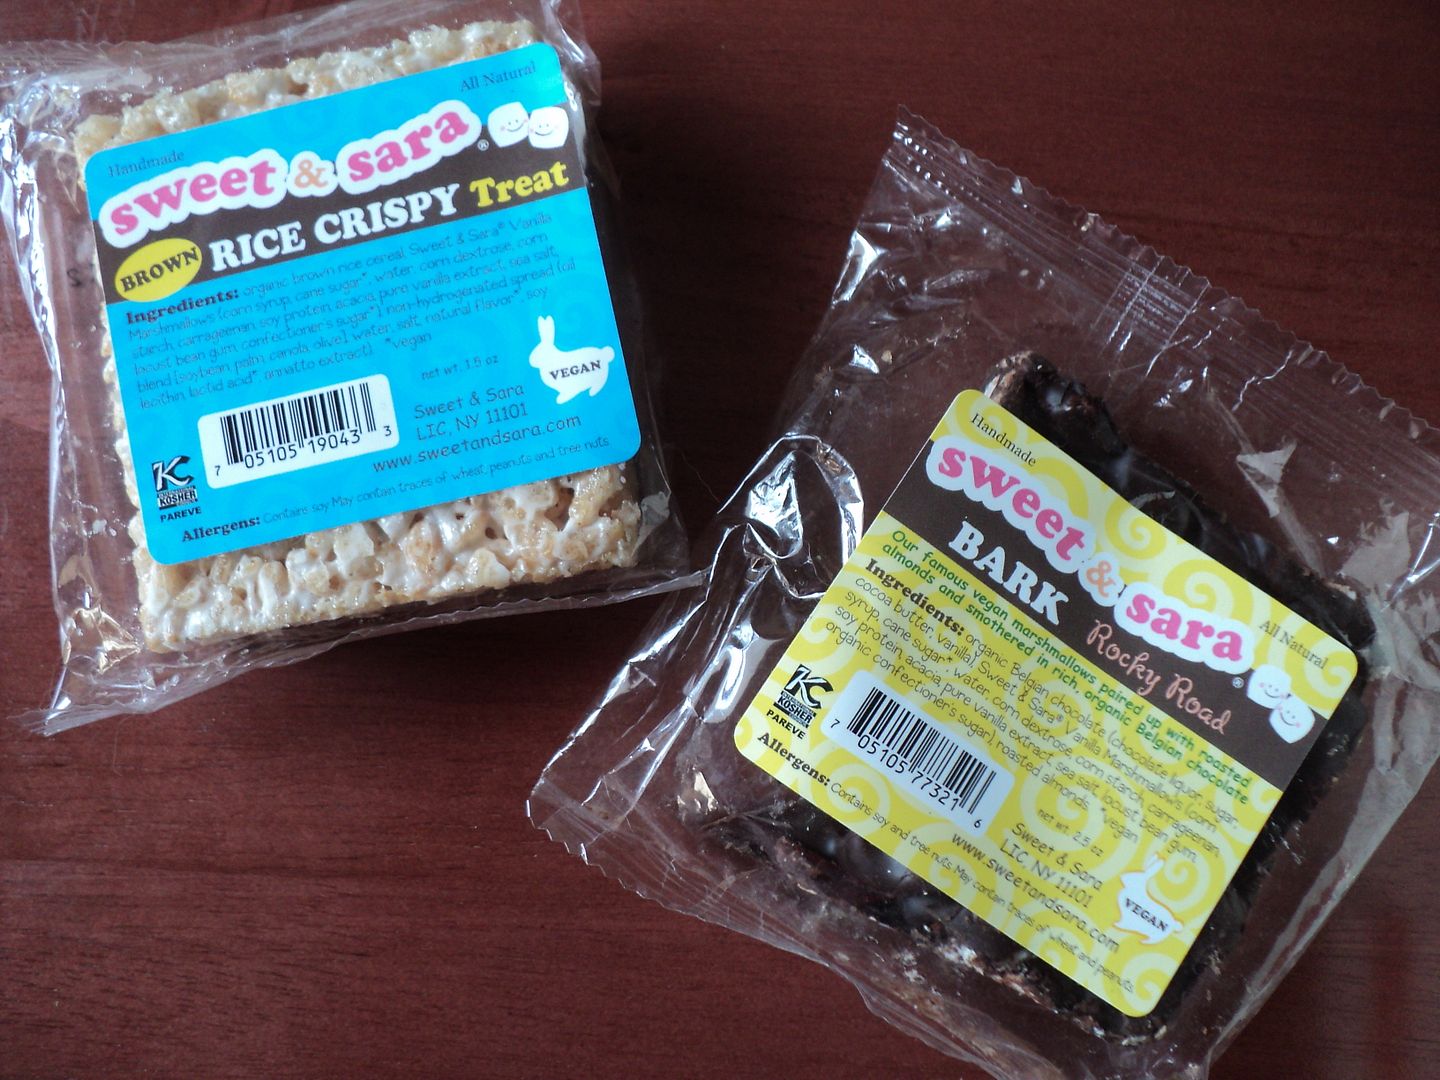 Handmade
All Natural
sweet & sara®
BROWN RICE CRISPY Treat
Ingredients: organic brown rice cereal, Sweet & Sara® Vanilla
Marshmallows (corn syrup, cane sugar*, water, corn dextrose, corn
starch, carrageenan, soy protein, acacia, pure vanilla extract, sea salt,
locust bean gum, confectioner's sugar*) non-hydrogenated spread (oil
blend [soybean, palm, canola, olive], water, salt, natural flavor*, soy
lecithin, lactic acid*, annatto extract). *vegan
net wt. 1.5 oz
VEGAN
7 05105 19043 3
Sweet & Sara
LIC, NY 11101
www.sweetandsara.com
K
KOSHER
PAREVE
Allergens: Contains soy. May contain traces of wheat, peanuts and tree nuts
Handmade
All Natural
sweet & sara®
BARK Rocky Road
Our famous vegan marshmallows paired up with roasted
almonds and smothered in rich, organic Belgian chocolate
Ingredients: organic Belgian chocolate (chocolate liquor, sugar,
cocoa butter, vanilla), Sweet & Sara® Vanilla Marshmallows (corn
syrup, cane sugar*, water, corn dextrose, corn starch, carrageenan,
soy protein, acacia, pure vanilla extract, sea salt, locust bean gum,
organic confectioner's sugar), roasted almonds. *vegan
net wt. 2.5 oz
KC
KOSHER
PAREVE
7 05105 77321 6
Sweet & Sara
LIC, NY 11101
www.sweetandsara.com
VEGAN
Allergens: Contains soy and tree nuts. May contain traces of wheat and peanuts.